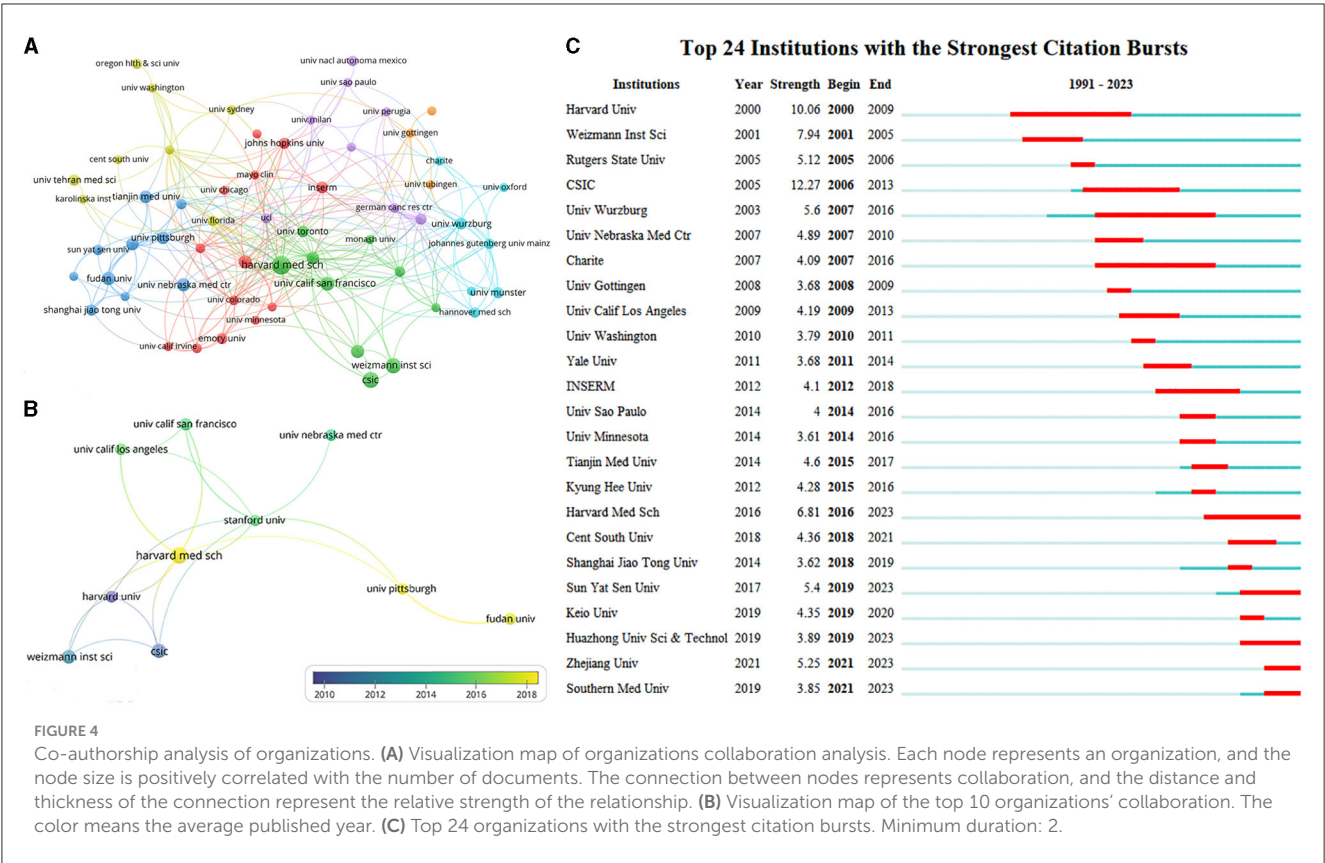 A
oregon hlth & sci univ
univ washington
univ nacl autonoma mexico
univ sao paulo
univ sydney
univ milan
univ perugia
univ gottingen
johns hopkins univ
cent south univ
charite
mayo clin
univ tehran med sci
univ chicago
inserm
univ tubingen
univ oxford
karolinska inst
tianjin med univ
german canc res ctr
univ florida
ucl
univ wurzburg
univ toronto
univ pittsburgh
monash univ
johannes gutenberg univ mainz
sun yat sen univ
harvard med sch
fudan univ
univ nebraska med ctr
univ calif san francisco
univ munster
univ colorado
shanghai jiao tong univ
hannover med sch
univ minnesota
emory univ
univ calif irvine
weizmann inst sci
csic
B
univ calif san francisco
univ nebraska med ctr
univ calif los angeles
stanford univ
harvard med sch
univ pittsburgh
harvard univ
fudan univ
csic
weizmann inst sci
2010 2012 2014 2016 2018
C
Top 24 Institutions with the Strongest Citation Bursts
Institutions Year Strength Begin End 1991 - 2023
Harvard Univ 2000 10.06 2000 2009
Weizmann Inst Sci 2001 7.94 2001 2005
Rutgers State Univ 2005 5.12 2005 2006
CSIC 2005 12.27 2006 2013
Univ Wurzburg 2003 5.6 2007 2016
Univ Nebraska Med Ctr 2007 4.89 2007 2010
Charite 2007 4.09 2007 2016
Univ Gottingen 2008 3.68 2008 2009
Univ Calif Los Angeles 2009 4.19 2009 2013
Univ Washington 2010 3.79 2010 2011
Yale Univ 2011 3.68 2011 2014
INSERM 2012 4.1 2012 2018
Univ Sao Paulo 2014 4 2014 2016
Univ Minnesota 2014 3.61 2014 2016
Tianjin Med Univ 2014 4.6 2015 2017
Kyung Hee Univ 2012 4.28 2015 2016
Harvard Med Sch 2016 6.81 2016 2023
Cent South Univ 2018 4.36 2018 2021
Shanghai Jiao Tong Univ 2014 3.62 2018 2019
Sun Yat Sen Univ 2017 5.4 2019 2023
Keio Univ 2019 4.35 2019 2020
Huazhong Univ Sci & Technol 2019 3.89 2019 2023
Zhejiang Univ 2021 5.25 2021 2023
Southern Med Univ 2019 3.85 2021 2023
FIGURE 4
Co-authorship analysis of organizations. (A) Visualization map of organizations collaboration analysis. Each node represents an organization, and the
node size is positively correlated with the number of documents. The connection between nodes represents collaboration, and the distance and
thickness of the connection represent the relative strength of the relationship. (B) Visualization map of the top 10 organizations' collaboration. The
color means the average published year. (C) Top 24 organizations with the strongest citation bursts. Minimum duration: 2.